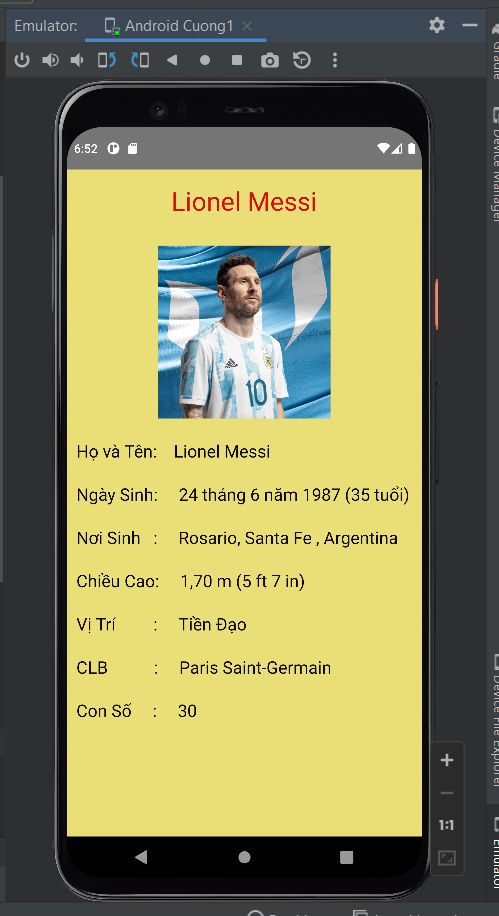 Emulator: Android Cuong1
Gradle
Device Manager
6:52
Lionel Messi
10
Họ và Tên: Lionel Messi
Ngày Sinh: 24 tháng 6 năm 1987 (35 tuổi)
Nơi Sinh : Rosario, Santa Fe , Argentina
Chiều Cao: 1,70 m (5 ft 7 in)
Vị Trí : Tiền Đạo
CLB : Paris Saint-Germain
Con Số : 30
Device File Explorer
1:1
Emulator